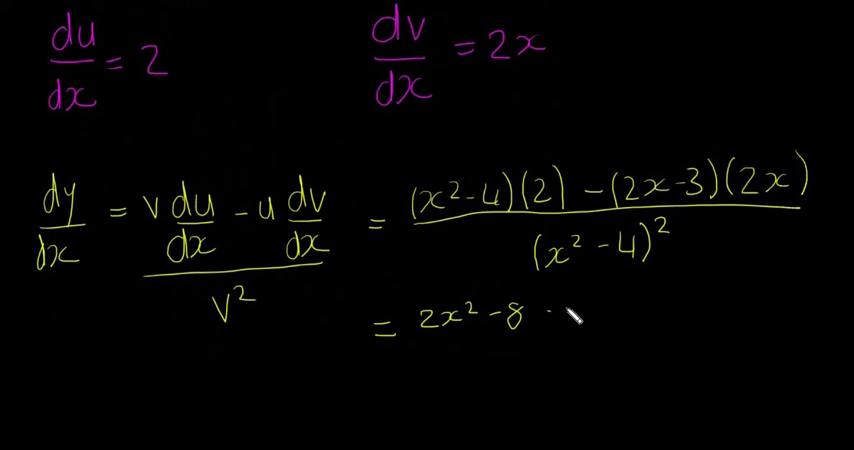 du/dx = 2    dv/dx = 2x
dy/dx = (v du/dx - u dv/dx)/v² = ((x² - 4)(2) - (2x - 3)(2x))/(x² - 4)²
= 2x² - 8 -